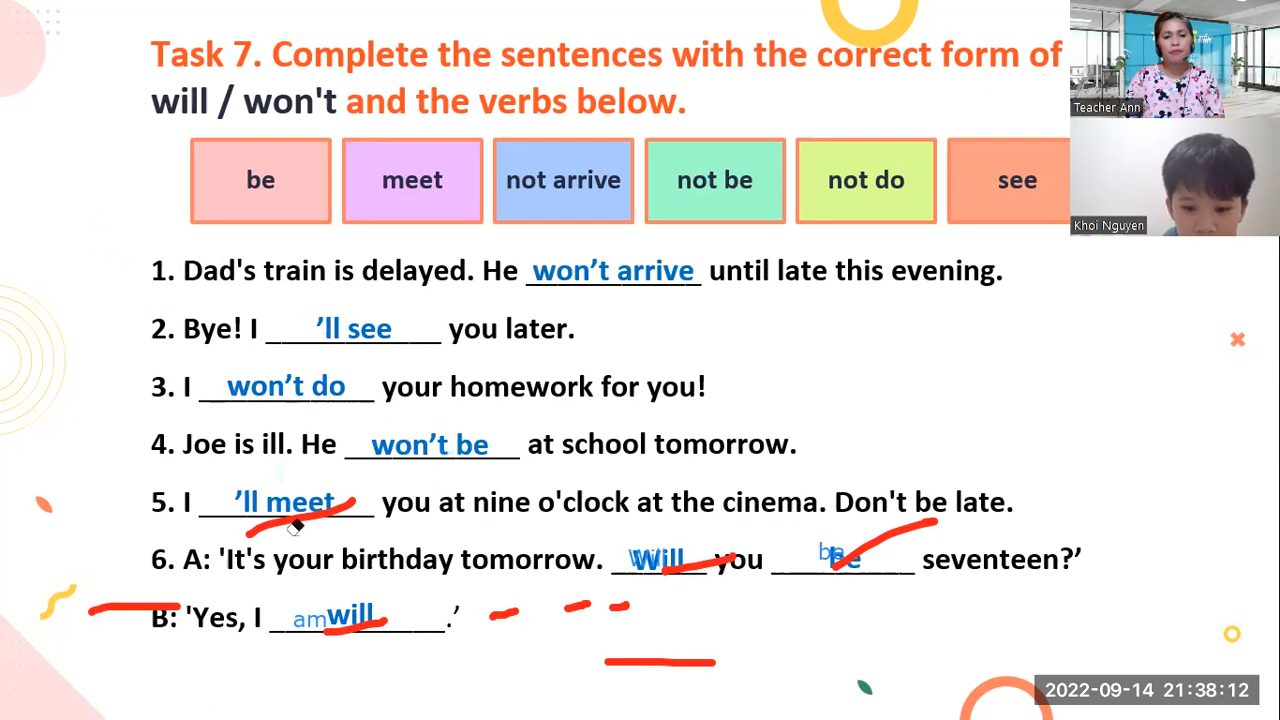 Task 7. Complete the sentences with the correct form of
will / won't and the verbs below.
Teacher Ann
be meet not arrive not be not do see
Khoi Nguyen
1. Dad's train is delayed. He won’t arrive until late this evening.
2. Bye! I ’ll see you later.
3. I won’t do your homework for you!
4. Joe is ill. He won’t be at school tomorrow.
5. I ’ll meet you at nine o'clock at the cinema. Don't be late.
6. A: 'It's your birthday tomorrow. Will you be be seventeen?’
B: 'Yes, I am will.’
2022-09-14 21:38:12